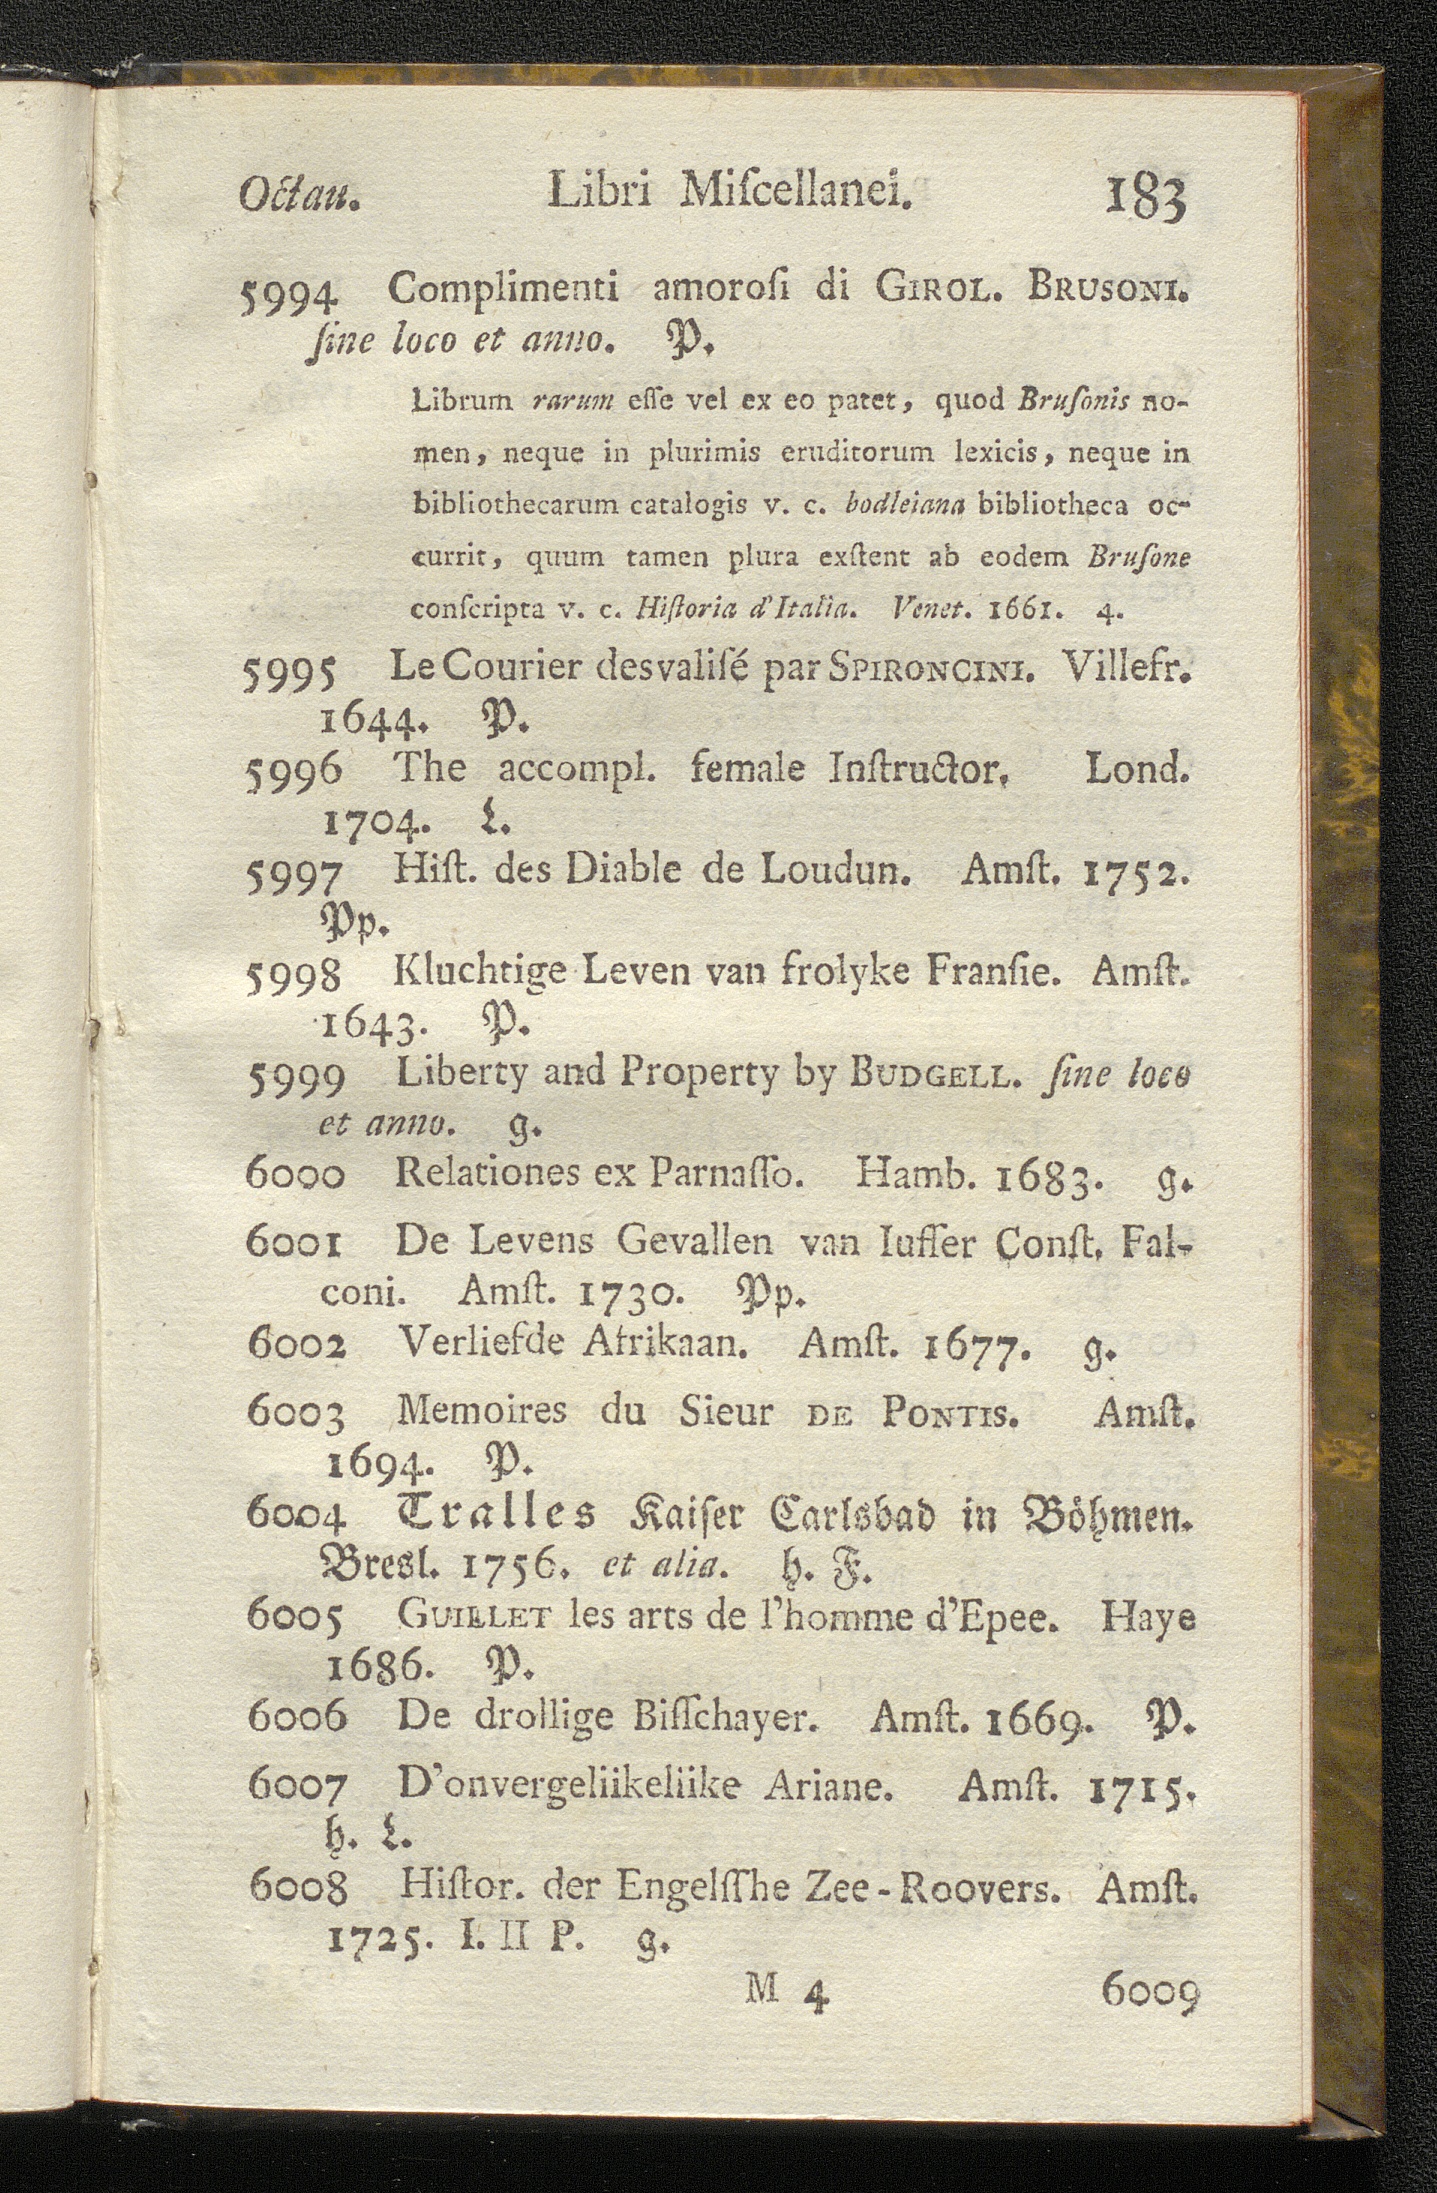 Octau. Libri Miſcellanei. 183
5994 Complimenti amoroſi di GIROL. BRUSONI.
ſine loco et anno. P.
Librum rarum eſſe vel ex eo patet, quod Bruſonis no-
men, neque in plurimis eruditorum lexicis, neque in
bibliothecarum catalogis v. c. bodleiana bibliotheca oc-
currit, quum tamen plura exſtent ab eodem Bruſone
conſcripta v. c. Hiſtoria d'Italia. Venet. 1661. 4.
5995 Le Courier desvaliſé par SPIRONCINI. Villefr.
1644. P.
5996 The accompl. female Inſtructor. Lond.
1704. L.
5997 Hiſt. des Diable de Loudun. Amſt. 1752.
Pp.
5998 Kluchtige Leven van frolyke Franſie. Amſt.
1643. P.
5999 Liberty and Property by BUDGELL. ſine loco
et anno. g.
6000 Relationes ex Parnaſſo. Hamb. 1683. g.
6001 De Levens Gevallen van Iuffer Conſt. Fal-
coni. Amſt. 1730. Pp.
6002 Verliefde Afrikaan. Amſt. 1677. g.
6003 Memoires du Sieur DE PONTIS. Amſt.
1694. P.
6004 Tralles Kaiſer Carlsbad in Böhmen.
Bresl. 1756. et alia. h. F.
6005 GUILLET les arts de l'homme d'Epee. Haye
1686. P.
6006 De drollige Biſſchayer. Amſt. 1669. P.
6007 D'onvergeliikeliike Ariane. Amſt. 1715.
h. L.
6008 Hiſtor. der Engelſſhe Zee-Roovers. Amſt.
1725. I. II P. g.
M 4 6009